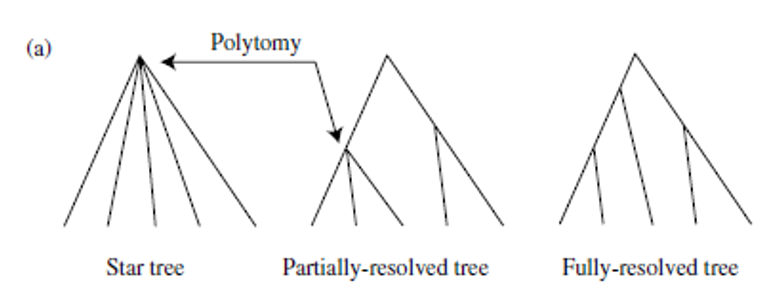 (a)
Polytomy
Star tree
Partially-resolved tree
Fully-resolved tree